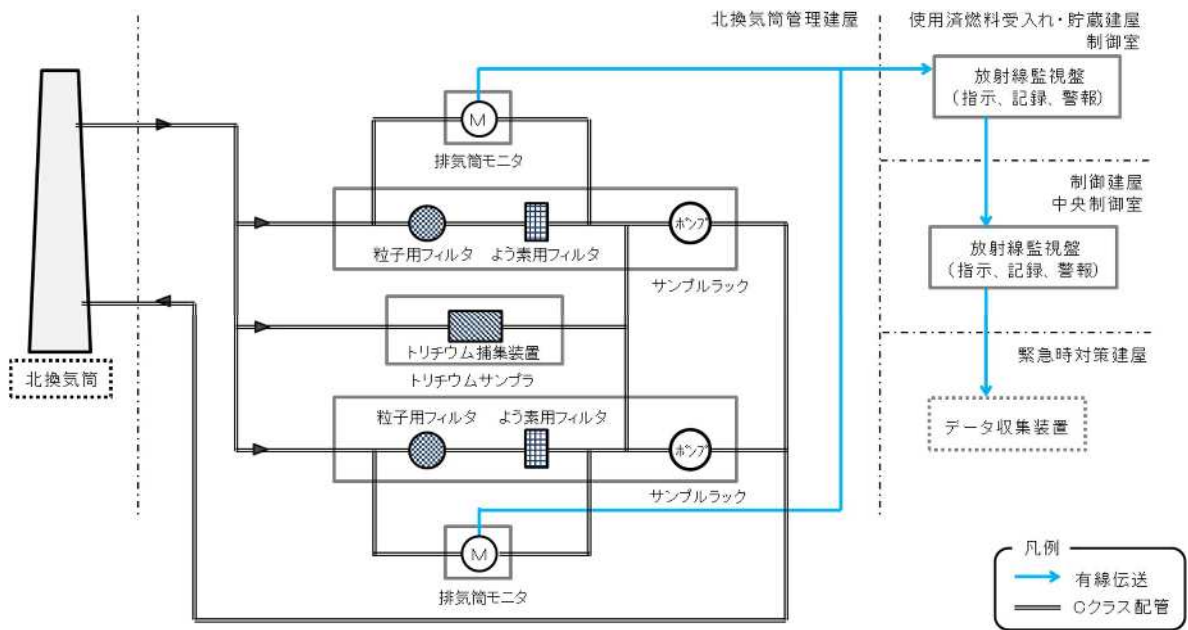 北換気筒管理建屋
使用済燃料受入れ・貯蔵建屋
制御室
放射線監視盤
(指示、記録、警報)
M
排気筒モニタ
制御建屋
中央制御室
粒子用フィルタ
よう素用フィルタ
ポンプ
サンプルラック
放射線監視盤
(指示、記録、警報)
トリチウム捕集装置
トリチウムサンプラ
緊急時対策建屋
北換気筒
粒子用フィルタ
よう素用フィルタ
ポンプ
サンプルラック
データ収集装置
M
排気筒モニタ
凡例
有線伝送
Cクラス配管